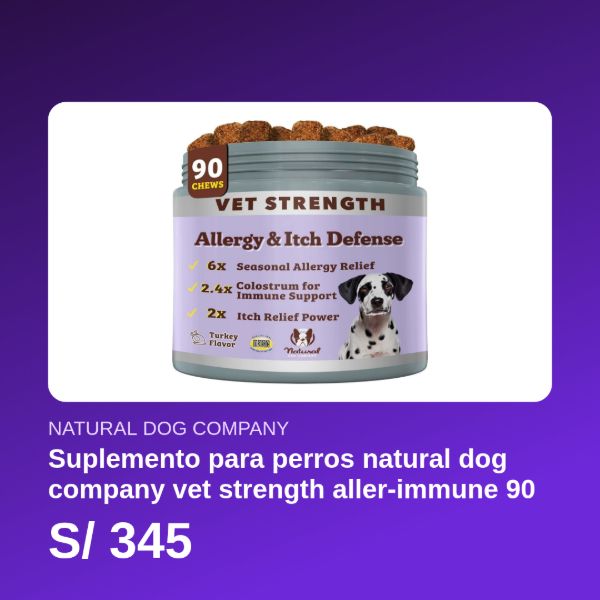 90
CHEWS
VET STRENGTH
Allergy & Itch Defense
6x Seasonal Allergy Relief
2.4x Colostrum for
Immune Support
2x Itch Relief Power
Turkey
Flavor
Natural
NATURAL DOG COMPANY
Suplemento para perros natural dog
company vet strength aller-immune 90
S/ 345